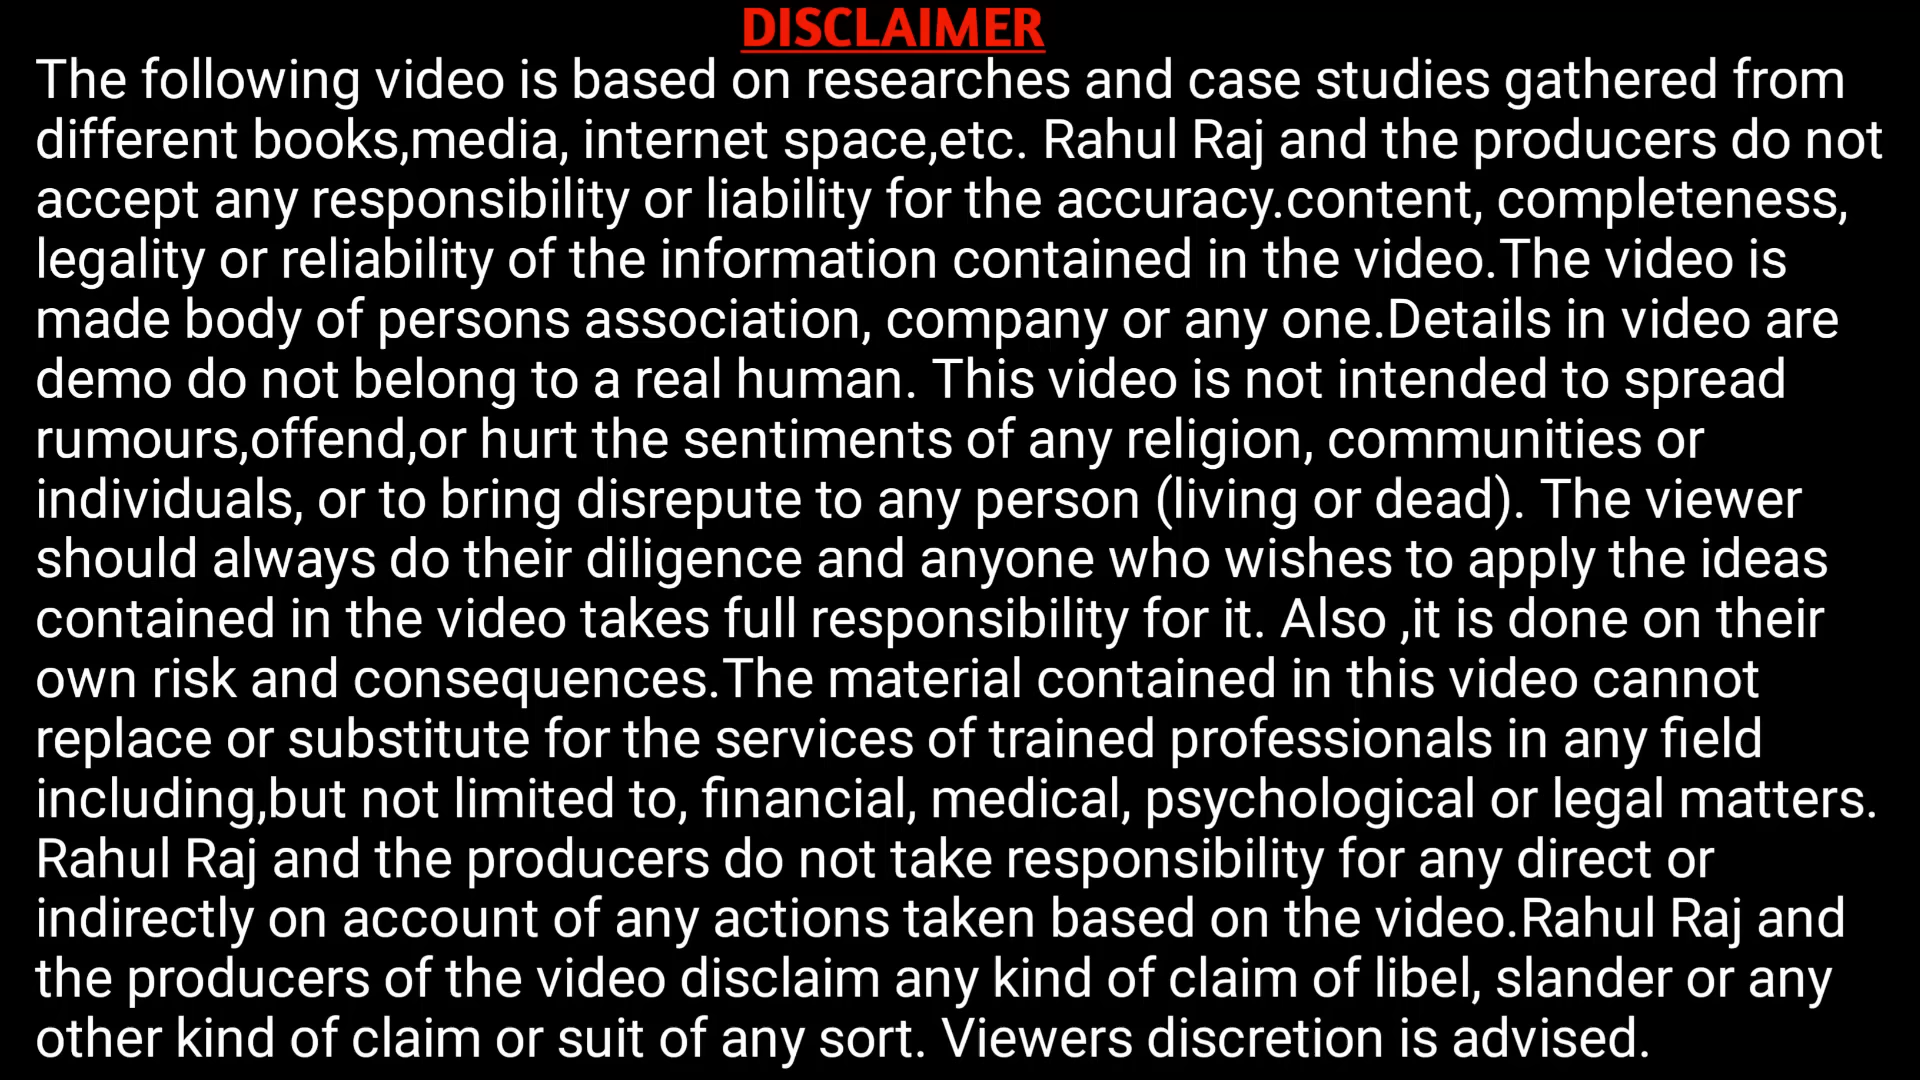 DISCLAIMER
The following video is based on researches and case studies gathered from
different books,media, internet space,etc. Rahul Raj and the producers do not
accept any responsibility or liability for the accuracy.content, completeness,
legality or reliability of the information contained in the video.The video is
made body of persons association, company or any one.Details in video are
demo do not belong to a real human. This video is not intended to spread
rumours,offend,or hurt the sentiments of any religion, communities or
individuals, or to bring disrepute to any person (living or dead). The viewer
should always do their diligence and anyone who wishes to apply the ideas
contained in the video takes full responsibility for it. Also ,it is done on their
own risk and consequences.The material contained in this video cannot
replace or substitute for the services of trained professionals in any field
including,but not limited to, financial, medical, psychological or legal matters.
Rahul Raj and the producers do not take responsibility for any direct or
indirectly on account of any actions taken based on the video.Rahul Raj and
the producers of the video disclaim any kind of claim of libel, slander or any
other kind of claim or suit of any sort. Viewers discretion is advised.